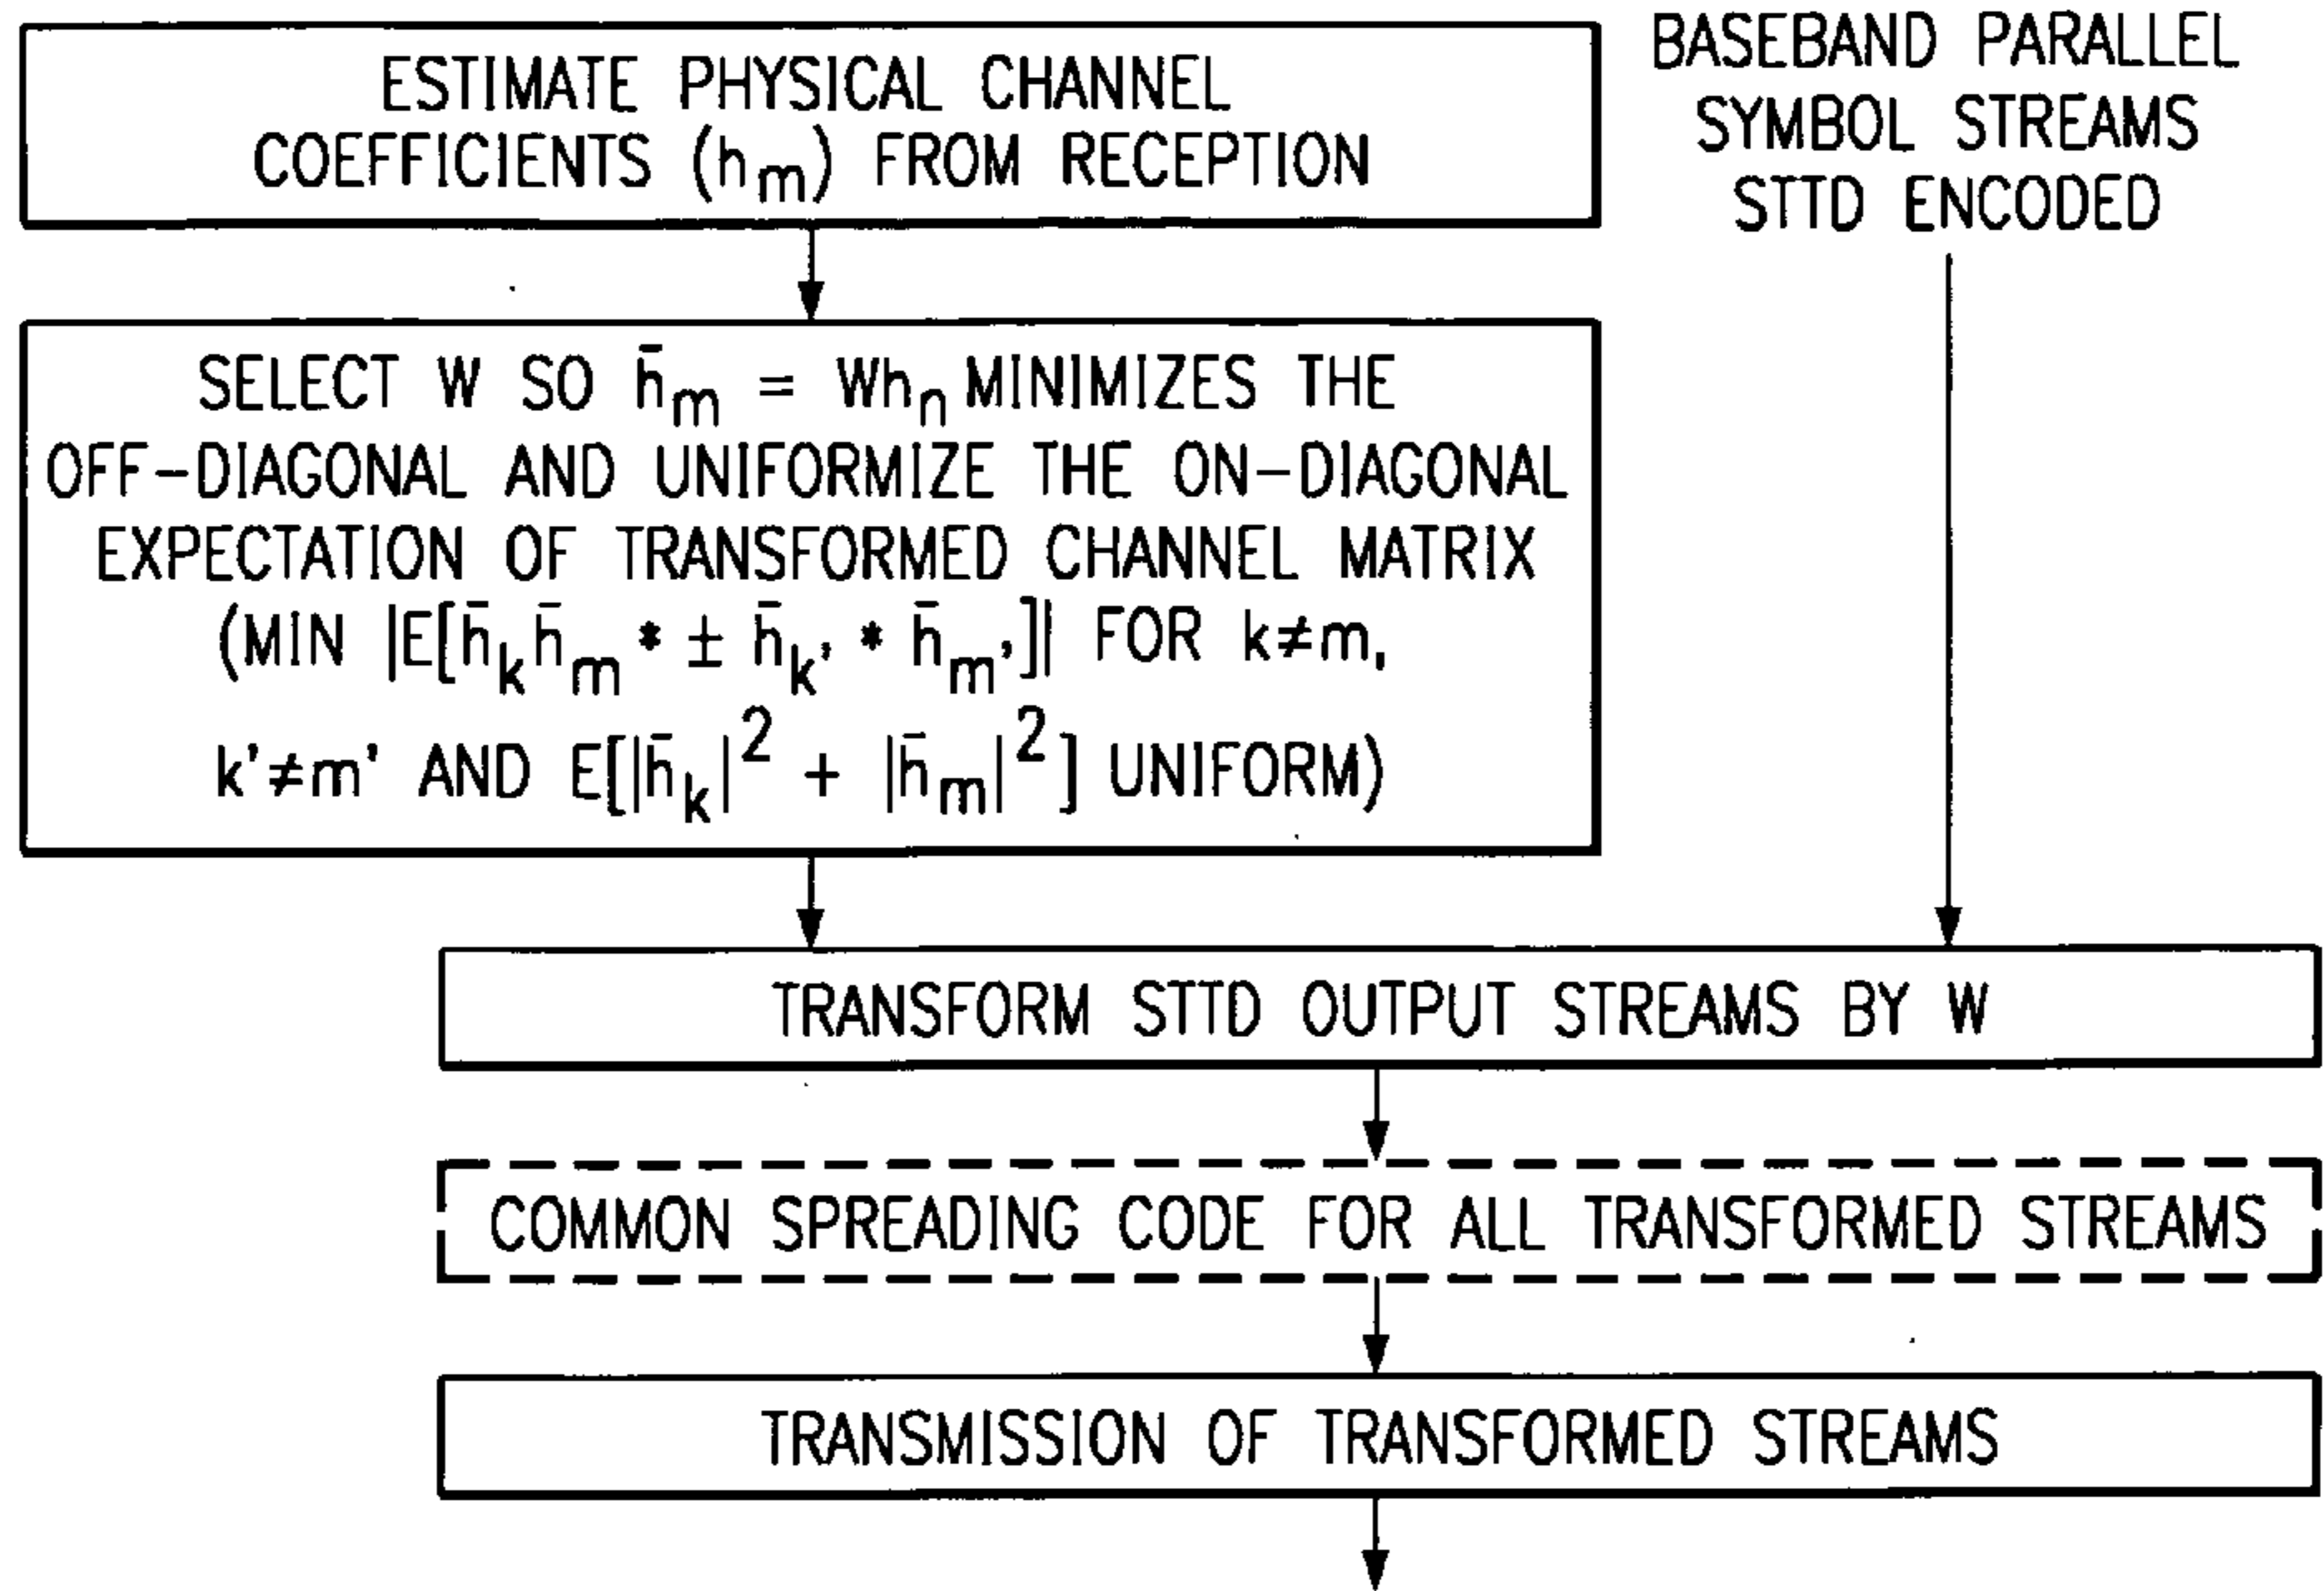 ESTIMATE PHYSICAL CHANNEL
COEFFICIENTS (hₘ) FROM RECEPTION
BASEBAND PARALLEL
SYMBOL STREAMS
STTD ENCODED
SELECT W SO h̄ₘ = Whₙ MINIMIZES THE
OFF-DIAGONAL AND UNIFORMIZE THE ON-DIAGONAL
EXPECTATION OF TRANSFORMED CHANNEL MATRIX
(MIN |E[h̄ₖh̄ₘ* ± h̄ₖ'* h̄ₘ']| FOR k≠m,
k'≠m' AND E[|h̄ₖ|² + |h̄ₘ|²] UNIFORM)
TRANSFORM STTD OUTPUT STREAMS BY W
COMMON SPREADING CODE FOR ALL TRANSFORMED STREAMS
TRANSMISSION OF TRANSFORMED STREAMS